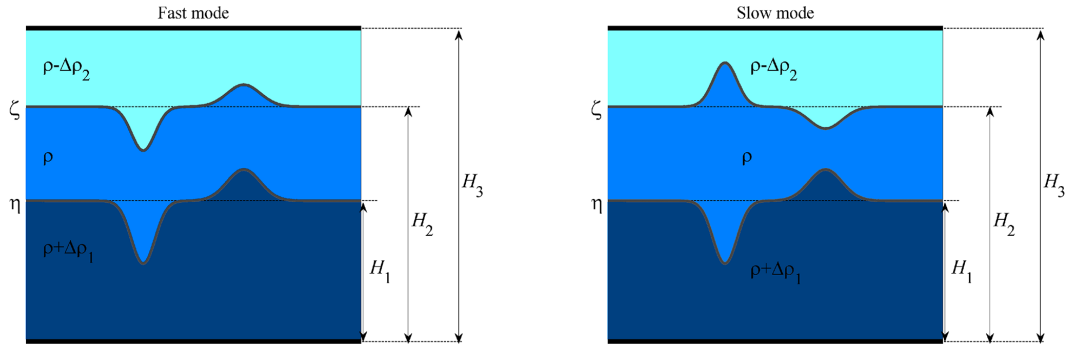 Fast mode
ρ-Δρ₂
ζ
ρ
η
ρ+Δρ₁
H₁
H₂
H₃
Slow mode
ρ-Δρ₂
ζ
ρ
η
ρ+Δρ₁
H₁
H₂
H₃